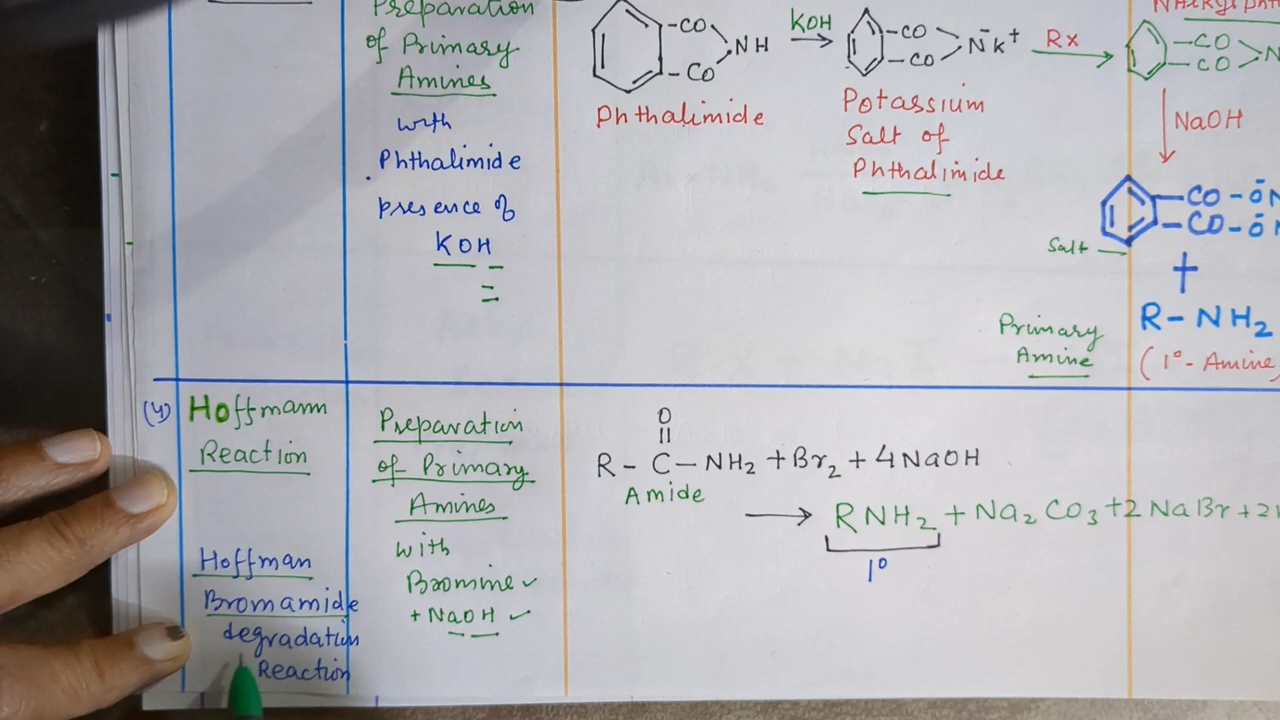 Preparation
of Primary
Amines
with
Phthalimide
presence of
KOH
-CO
NH
-CO
Phthalimide
KOH
-CO
N̄K⁺
-CO
Potassium
Salt of
Phthalimide
Rx
-CO
-CO
NaOH
-CO-Ō
-CO-Ō
Salt
+
R-NH₂
Primary
Amine
(1°-Amine)
(4)
Hoffmann
Reaction
Hoffman
Bromamide
degradation
Reaction
Preparation
of Primary
Amines
with
Bromine ✓
+ NaOH ✓
O
||
R - C - NH₂ + Br₂ + 4NaOH
Amide
⟶ RNH₂ + Na₂CO₃ + 2NaBr + 2
1°